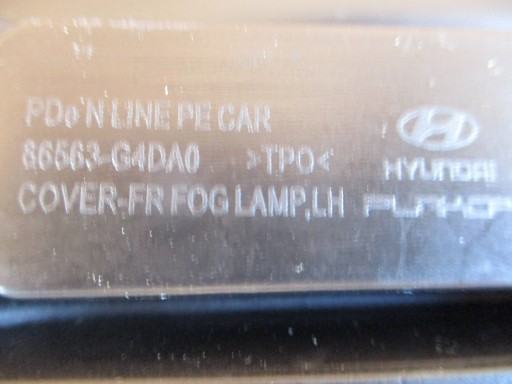 PDe'N LINE PE CAR
86563-G4DA0 >TPO< HYUNDAI
COVER-FR FOG LAMP,LH